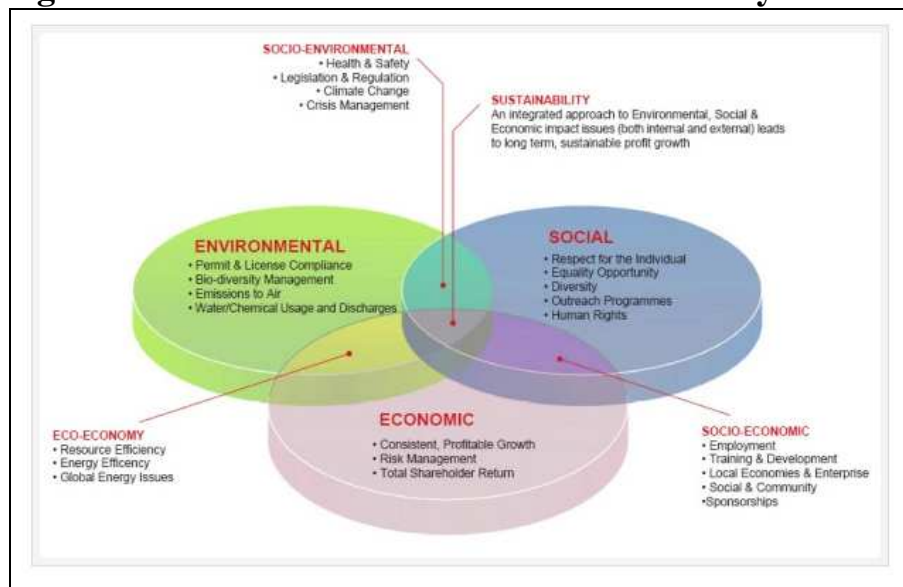 SOCIO-ENVIRONMENTAL
• Health & Safety
• Legislation & Regulation
• Climate Change
• Crisis Management
SUSTAINABILITY
An integrated approach to Environmental, Social &
Economic impact issues (both internal and external) leads
to long term, sustainable profit growth
ENVIRONMENTAL
• Permit & License Compliance
• Bio-diversity Management
• Emissions to Air
• Water/Chemical Usage and Discharges
SOCIAL
• Respect for the Individual
• Equality Opportunity
• Diversity
• Outreach Programmes
• Human Rights
ECO-ECONOMY
• Resource Efficiency
• Energy Efficency
• Global Energy Issues
ECONOMIC
• Consistent, Profitable Growth
• Risk Management
• Total Shareholder Return
SOCIO-ECONOMIC
• Employment
• Training & Development
• Local Economies & Enterprise
• Social & Community
•Sponsorships